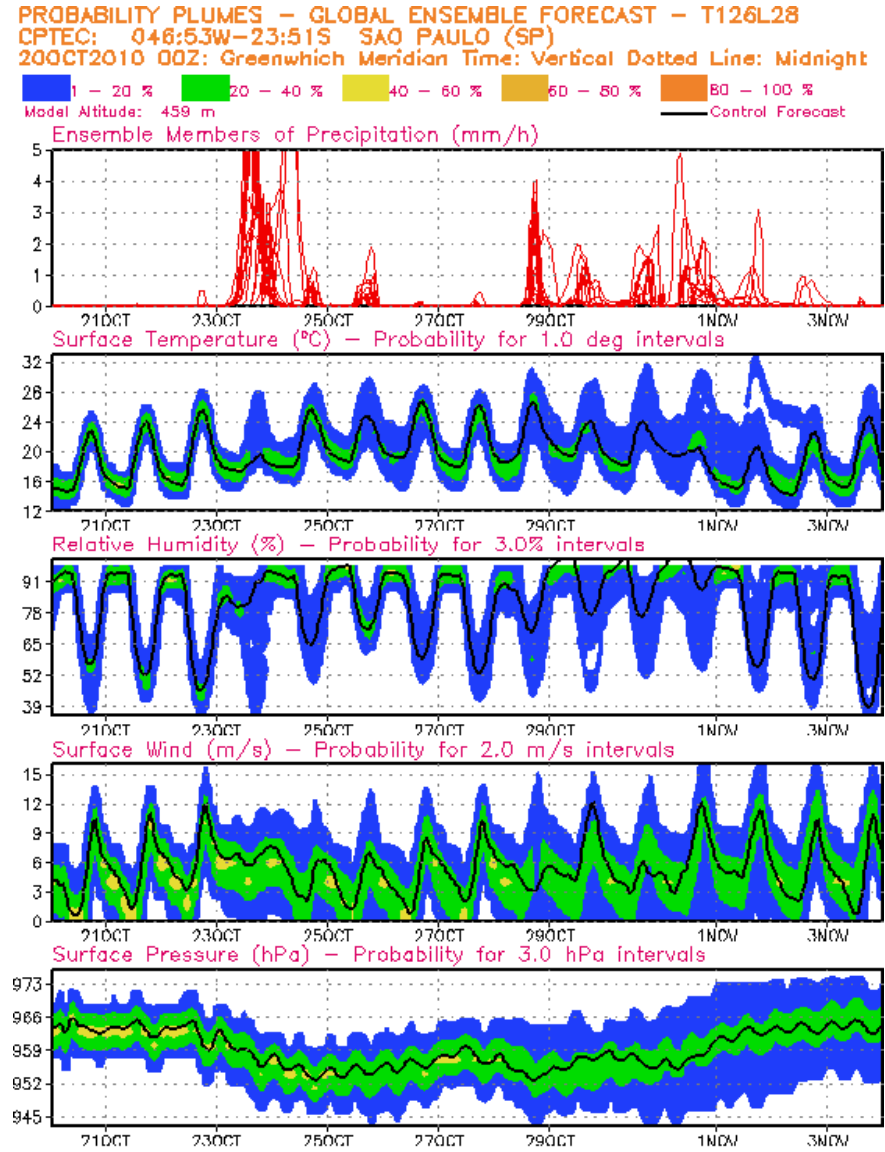 PROBABILITY PLUMES – GLOBAL ENSEMBLE FORECAST – T126L28
CPTEC: 046:53W–23:51S SAO PAULO (SP)
20OCT2010 00Z: Greenwhich Meridian Time: Vertical Dotted Line: Midnight
1 – 20 % 20 – 40 % 40 – 60 % 60 – 80 % 80 – 100 %
Model Altitude: 459 m Control Forecast
Ensemble Members of Precipitation (mm/h)
5
4
3
2
1
0
21OCT 23OCT 25OCT 27OCT 29OCT 1NOV 3NOV
Surface Temperature (ºC) – Probability for 1.0 deg intervals
32
28
24
20
16
12
21OCT 23OCT 25OCT 27OCT 29OCT 1NOV 3NOV
Relative Humidity (%) – Probability for 3.0% intervals
91
78
65
52
39
21OCT 23OCT 25OCT 27OCT 29OCT 1NOV 3NOV
Surface Wind (m/s) – Probability for 2.0 m/s intervals
15
12
9
6
3
0
21OCT 23OCT 25OCT 27OCT 29OCT 1NOV 3NOV
Surface Pressure (hPa) – Probability for 3.0 hPa intervals
973
966
959
952
945
21OCT 23OCT 25OCT 27OCT 29OCT 1NOV 3NOV